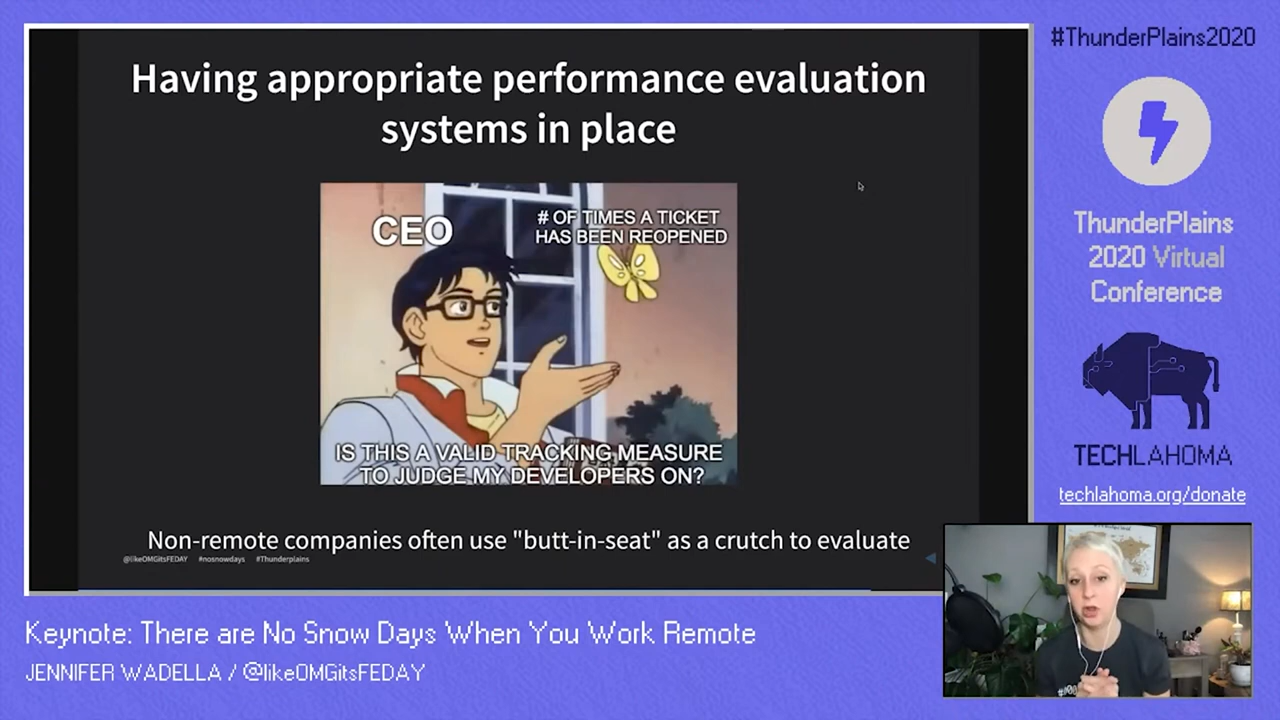 Having appropriate performance evaluation
systems in place
CEO
# OF TIMES A TICKET
HAS BEEN REOPENED
IS THIS A VALID TRACKING MEASURE
TO JUDGE MY DEVELOPERS ON?
Non-remote companies often use "butt-in-seat" as a crutch to evaluate
@likeOMGitsFEDAY #nosnowdays #Thunderplains
#ThunderPlains2020
ThunderPlains
2020 Virtual
Conference
TECHLAHOMA
techlahoma.org/donate
Keynote: There are No Snow Days When You Work Remote
JENNIFER WADELLA / @likeOMGitsFEDAY